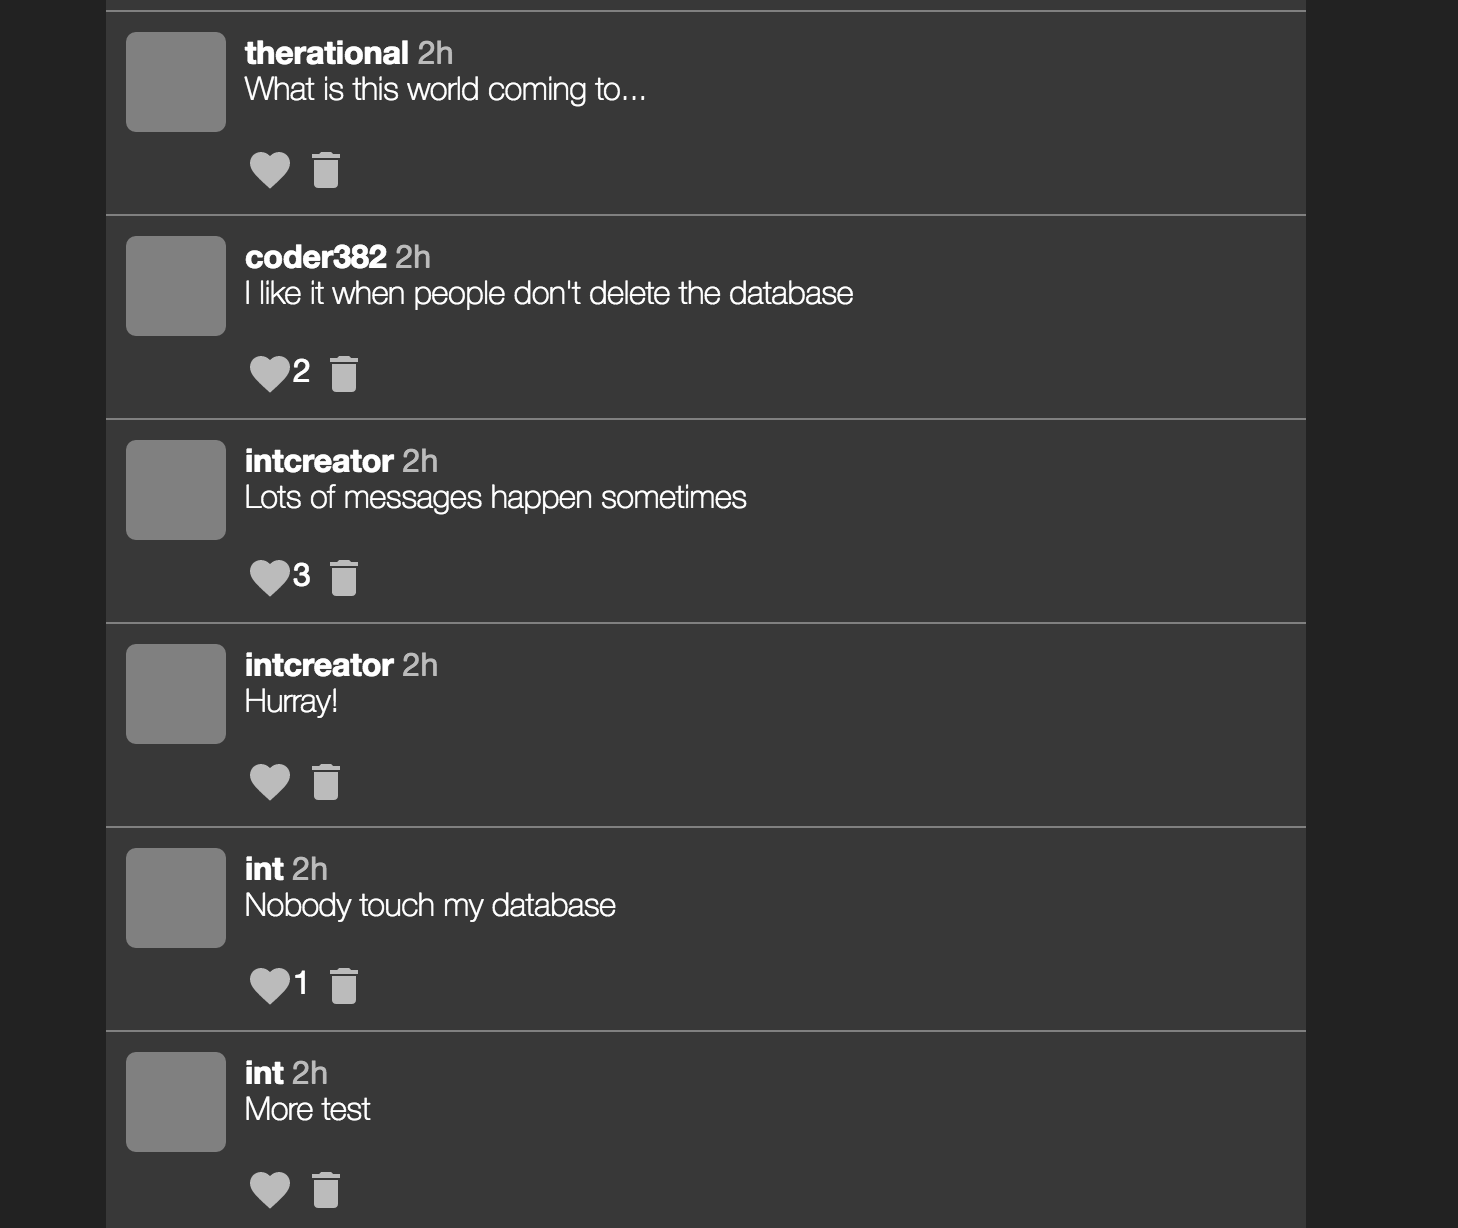 therational 2h
What is this world coming to...
coder382 2h
I like it when people don't delete the database
2
intcreator 2h
Lots of messages happen sometimes
3
intcreator 2h
Hurray!
int 2h
Nobody touch my database
1
int 2h
More test